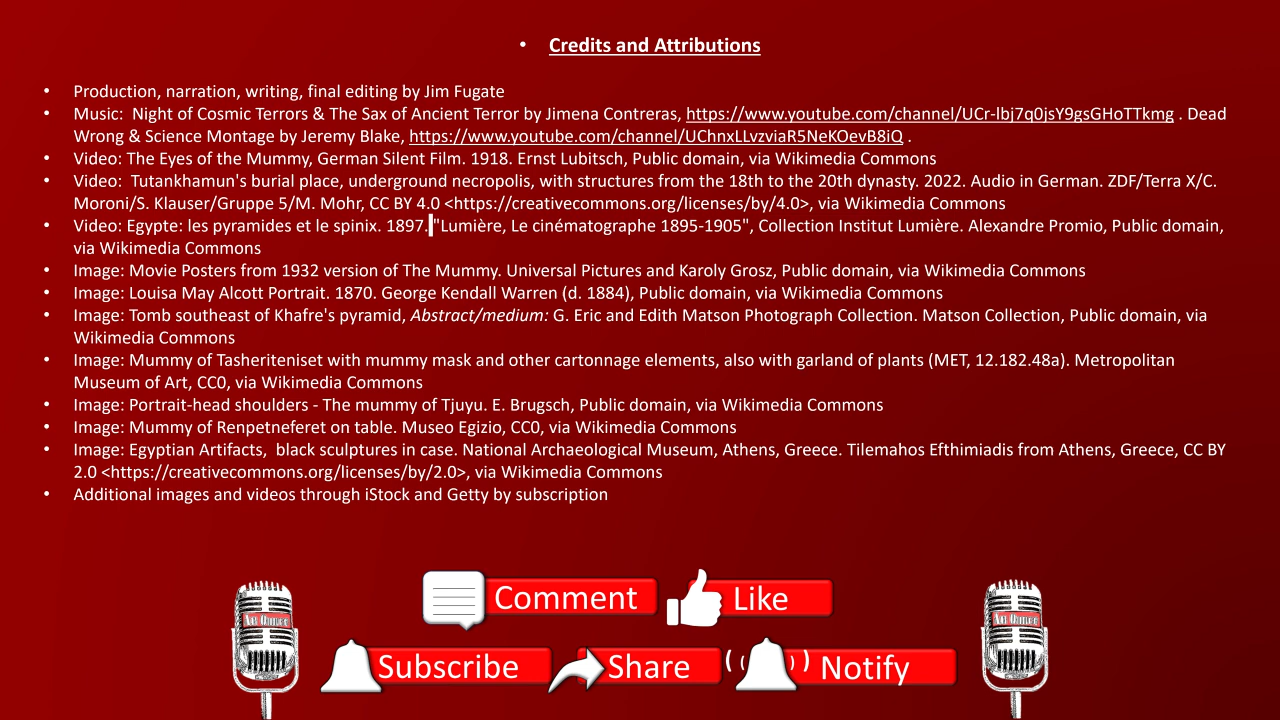 • Credits and Attributions
• Production, narration, writing, final editing by Jim Fugate
• Music:  Night of Cosmic Terrors & The Sax of Ancient Terror by Jimena Contreras, https://www.youtube.com/channel/UCr-lbj7q0jsY9gsGHoTTkmg . Dead
Wrong & Science Montage by Jeremy Blake, https://www.youtube.com/channel/UChnxLLvzviaR5NeKOevB8iQ .
• Video: The Eyes of the Mummy, German Silent Film. 1918. Ernst Lubitsch, Public domain, via Wikimedia Commons
• Video:  Tutankhamun's burial place, underground necropolis, with structures from the 18th to the 20th dynasty. 2022. Audio in German. ZDF/Terra X/C.
Moroni/S. Klauser/Gruppe 5/M. Mohr, CC BY 4.0 <https://creativecommons.org/licenses/by/4.0>, via Wikimedia Commons
• Video: Egypte: les pyramides et le spinix. 1897. "Lumière, Le cinématographe 1895-1905", Collection Institut Lumière. Alexandre Promio, Public domain,
via Wikimedia Commons
• Image: Movie Posters from 1932 version of The Mummy. Universal Pictures and Karoly Grosz, Public domain, via Wikimedia Commons
• Image: Louisa May Alcott Portrait. 1870. George Kendall Warren (d. 1884), Public domain, via Wikimedia Commons
• Image: Tomb southeast of Khafre's pyramid, Abstract/medium: G. Eric and Edith Matson Photograph Collection. Matson Collection, Public domain, via
Wikimedia Commons
• Image: Mummy of Tasheriteniset with mummy mask and other cartonnage elements, also with garland of plants (MET, 12.182.48a). Metropolitan
Museum of Art, CC0, via Wikimedia Commons
• Image: Portrait-head shoulders - The mummy of Tjuyu. E. Brugsch, Public domain, via Wikimedia Commons
• Image: Mummy of Renpetneferet on table. Museo Egizio, CC0, via Wikimedia Commons
• Image: Egyptian Artifacts,  black sculptures in case. National Archaeological Museum, Athens, Greece. Tilemahos Efthimiadis from Athens, Greece, CC BY
2.0 <https://creativecommons.org/licenses/by/2.0>, via Wikimedia Commons
• Additional images and videos through iStock and Getty by subscription
Comment
Like
Subscribe
Share
Notify